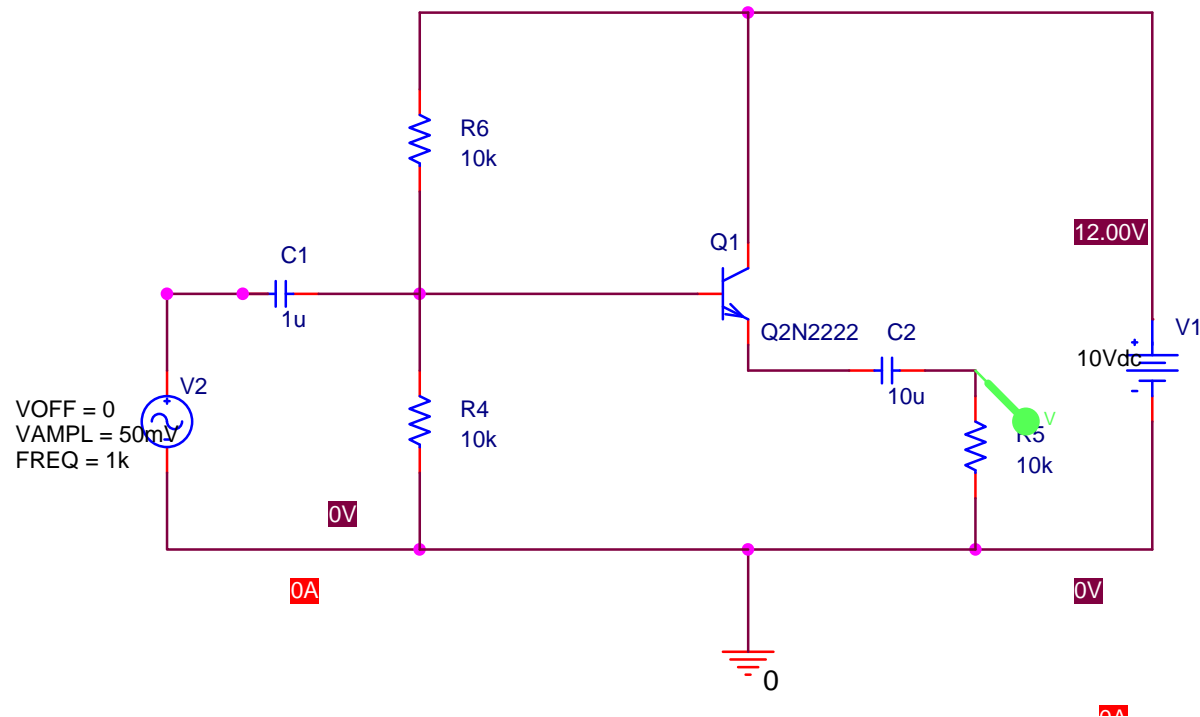 R6
10k
12.00V
Q1
C1
1u
Q2N2222
C2
10u
V1
10Vdc
+
-
V2
VOFF = 0
VAMPL = 50mV
FREQ = 1k
R4
10k
V
R5
10k
0V
0A
0V
0
0A